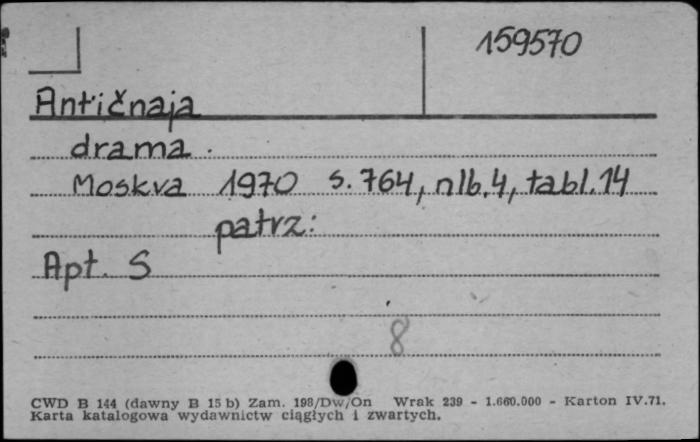 159570
Antičnaja
drama.
Moskva 1970 s. 764, nlb. 4, tabl. 14
patrz:
Apt. S
8
CWD B 144 (dawny B 15 b) Zam. 198/Dw/On Wrak 239 - 1.660.000 - Karton IV.71.
Karta katalogowa wydawnictw ciągłych i zwartych.